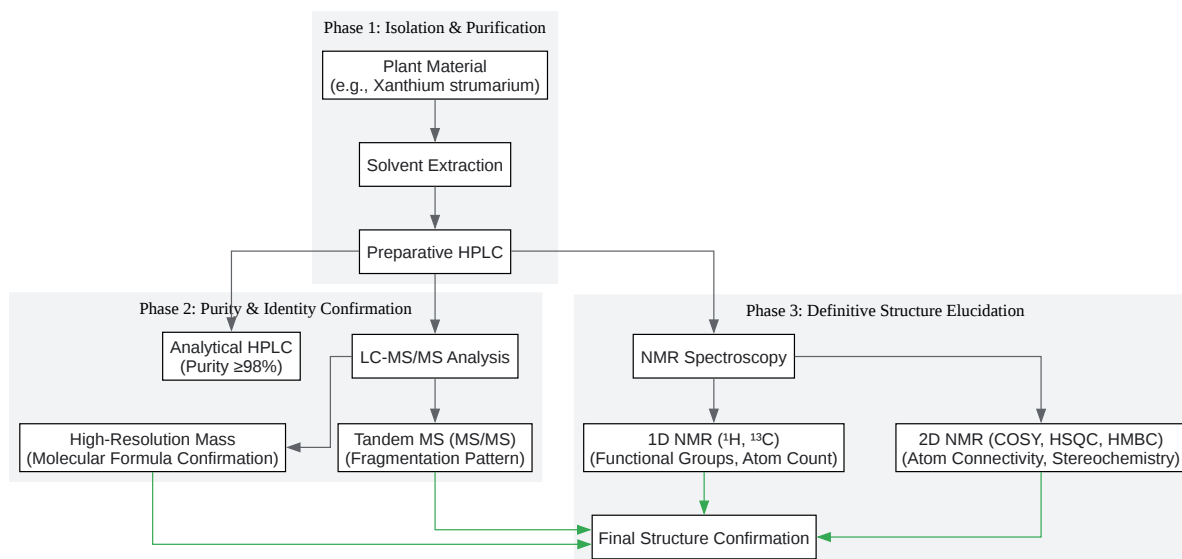 Phase 1: Isolation & Purification
Plant Material
(e.g., Xanthium strumarium)
Solvent Extraction
Preparative HPLC
Phase 2: Purity & Identity Confirmation
Analytical HPLC
(Purity ≥98%)
LC-MS/MS Analysis
High-Resolution Mass
(Molecular Formula Confirmation)
Tandem MS (MS/MS)
(Fragmentation Pattern)
Phase 3: Definitive Structure Elucidation
NMR Spectroscopy
1D NMR (¹H, ¹³C)
(Functional Groups, Atom Count)
2D NMR (COSY, HSQC, HMBC)
(Atom Connectivity, Stereochemistry)
Final Structure Confirmation